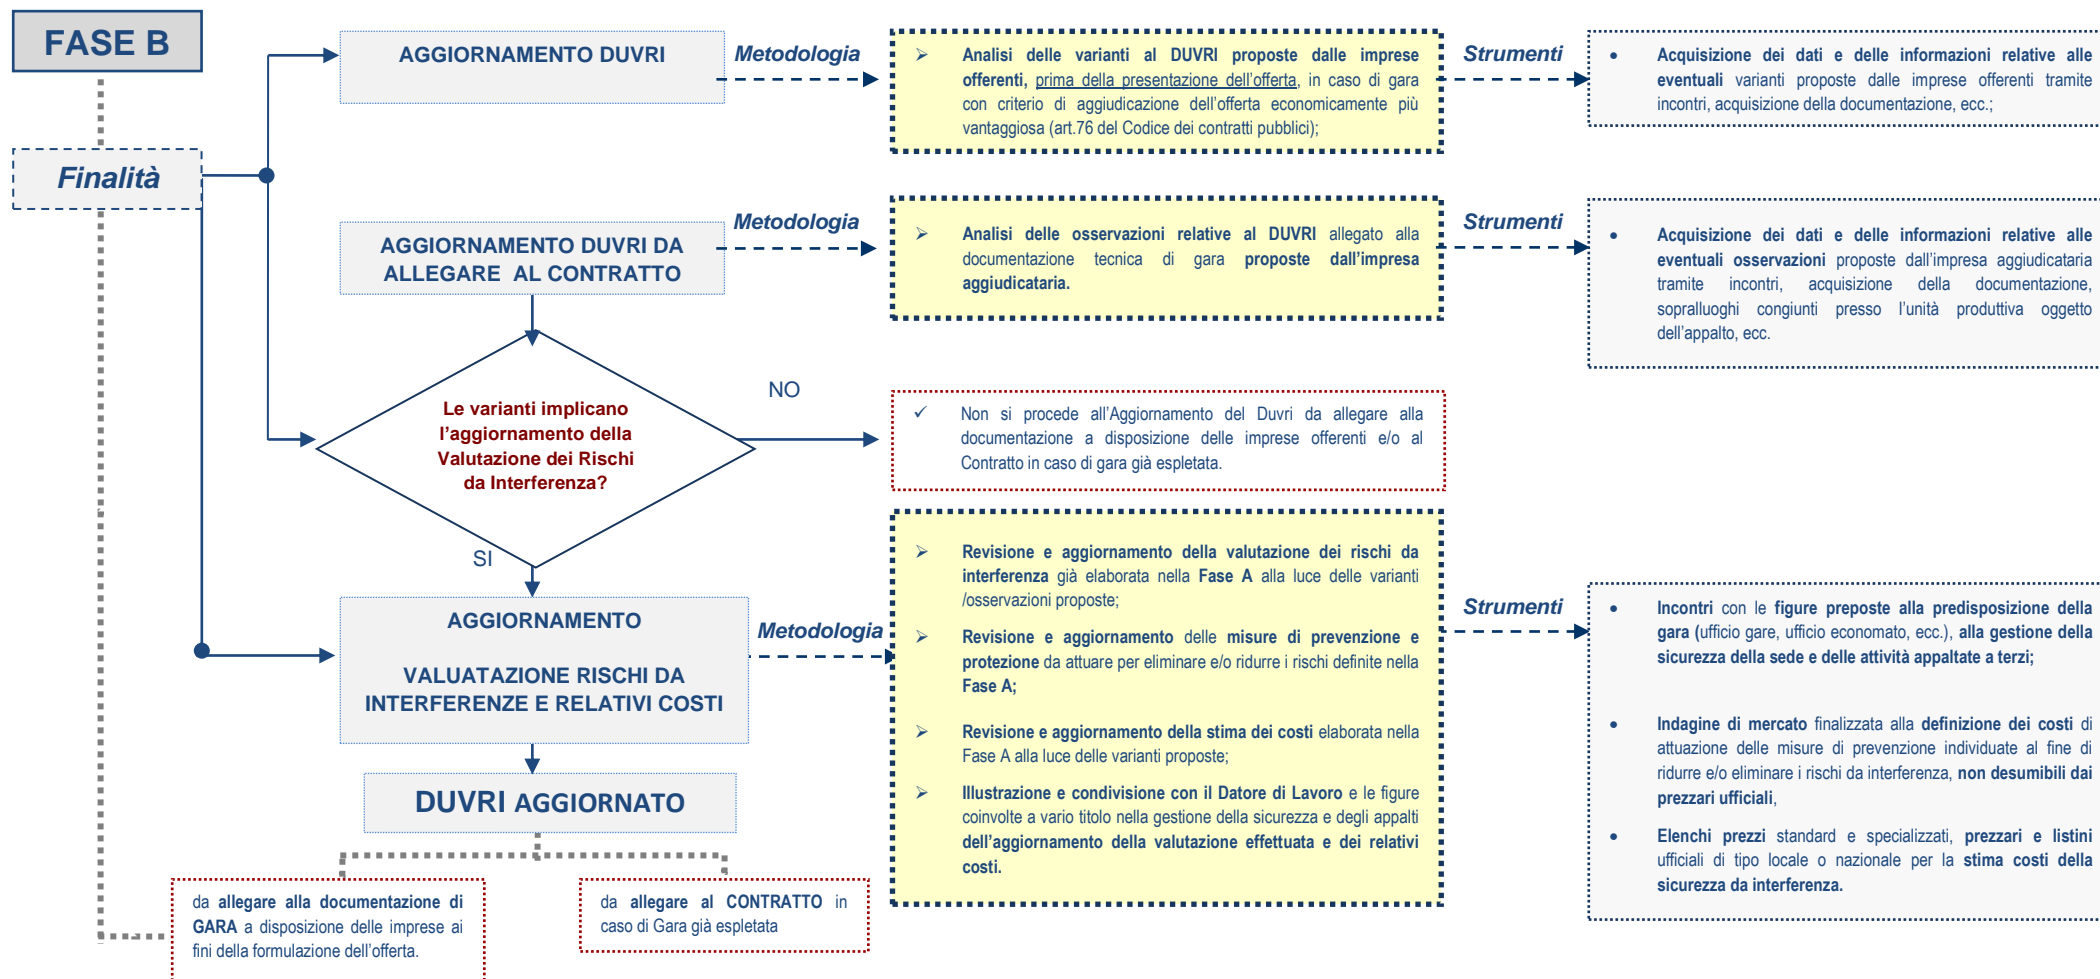 FASE B
Finalità
AGGIORNAMENTO DUVRI
Metodologia
➢ Analisi delle varianti al DUVRI proposte dalle imprese
offerenti, prima della presentazione dell'offerta, in caso di gara
con criterio di aggiudicazione dell'offerta economicamente più
vantaggiosa (art.76 del Codice dei contratti pubblici);
Strumenti
• Acquisizione dei dati e delle informazioni relative alle
eventuali varianti proposte dalle imprese offerenti tramite
incontri, acquisizione della documentazione, ecc.;
AGGIORNAMENTO DUVRI DA
ALLEGARE AL CONTRATTO
Metodologia
➢ Analisi delle osservazioni relative al DUVRI allegato alla
documentazione tecnica di gara proposte dall'impresa
aggiudicataria.
Strumenti
• Acquisizione dei dati e delle informazioni relative alle
eventuali osservazioni proposte dall'impresa aggiudicataria
tramite incontri, acquisizione della documentazione,
sopralluoghi congiunti presso l'unità produttiva oggetto
dell'appalto, ecc.
Le varianti implicano
l'aggiornamento della
Valutazione dei Rischi
da Interferenza?
NO
✓ Non si procede all'Aggiornamento del Duvri da allegare alla
documentazione a disposizione delle imprese offerenti e/o al
Contratto in caso di gara già espletata.
SI
AGGIORNAMENTO
VALUATAZIONE RISCHI DA
INTERFERENZE E RELATIVI COSTI
Metodologia
➢ Revisione e aggiornamento della valutazione dei rischi da
interferenza già elaborata nella Fase A alla luce delle varianti
/osservazioni proposte;
➢ Revisione e aggiornamento delle misure di prevenzione e
protezione da attuare per eliminare e/o ridurre i rischi definite nella
Fase A;
➢ Revisione e aggiornamento della stima dei costi elaborata nella
Fase A alla luce delle varianti proposte;
➢ Illustrazione e condivisione con il Datore di Lavoro e le figure
coinvolte a vario titolo nella gestione della sicurezza e degli appalti
dell'aggiornamento della valutazione effettuata e dei relativi
costi.
Strumenti
• Incontri con le figure preposte alla predisposizione della
gara (ufficio gare, ufficio economato, ecc.), alla gestione della
sicurezza della sede e delle attività appaltate a terzi;
• Indagine di mercato finalizzata alla definizione dei costi di
attuazione delle misure di prevenzione individuate al fine di
ridurre e/o eliminare i rischi da interferenza, non desumibili dai
prezzari ufficiali,
• Elenchi prezzi standard e specializzati, prezzari e listini
ufficiali di tipo locale o nazionale per la stima costi della
sicurezza da interferenza.
DUVRI AGGIORNATO
da allegare alla documentazione di
GARA a disposizione delle imprese ai
fini della formulazione dell'offerta.
da allegare al CONTRATTO in
caso di Gara già espletata